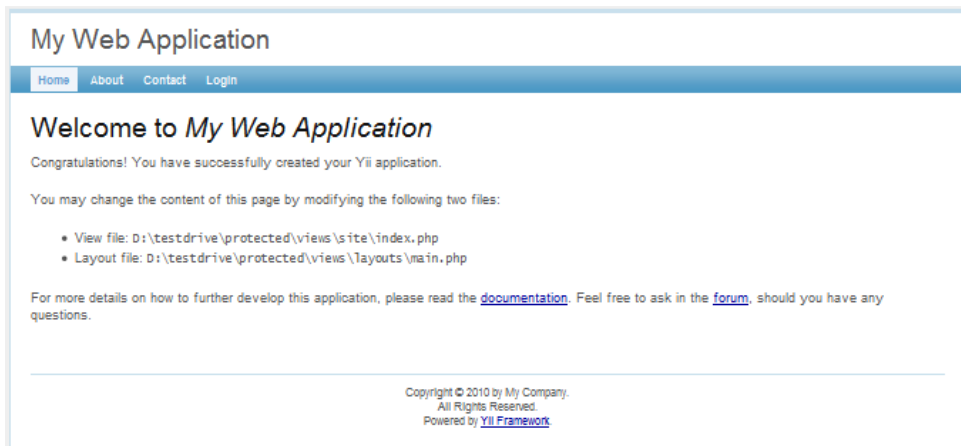 My Web Application
Home About Contact Login
Welcome to My Web Application
Congratulations! You have successfully created your Yii application.
You may change the content of this page by modifying the following two files:
• View file: D:\testdrive\protected\views\site\index.php
• Layout file: D:\testdrive\protected\views\layouts\main.php
For more details on how to further develop this application, please read the documentation. Feel free to ask in the forum, should you have any
questions.
Copyright © 2010 by My Company.
All Rights Reserved.
Powered by Yii Framework.